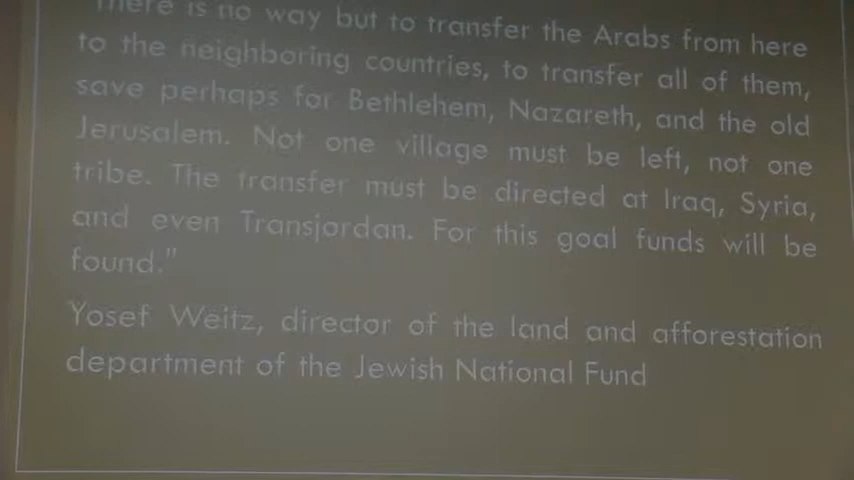 "There is no way but to transfer the Arabs from here
to the neighboring countries, to transfer all of them,
save perhaps for Bethlehem, Nazareth, and the old
Jerusalem. Not one village must be left, not one
tribe. The transfer must be directed at Iraq, Syria,
and even Transjordan. For this goal funds will be
found."
Yosef Weitz, director of the land and afforestation
department of the Jewish National Fund